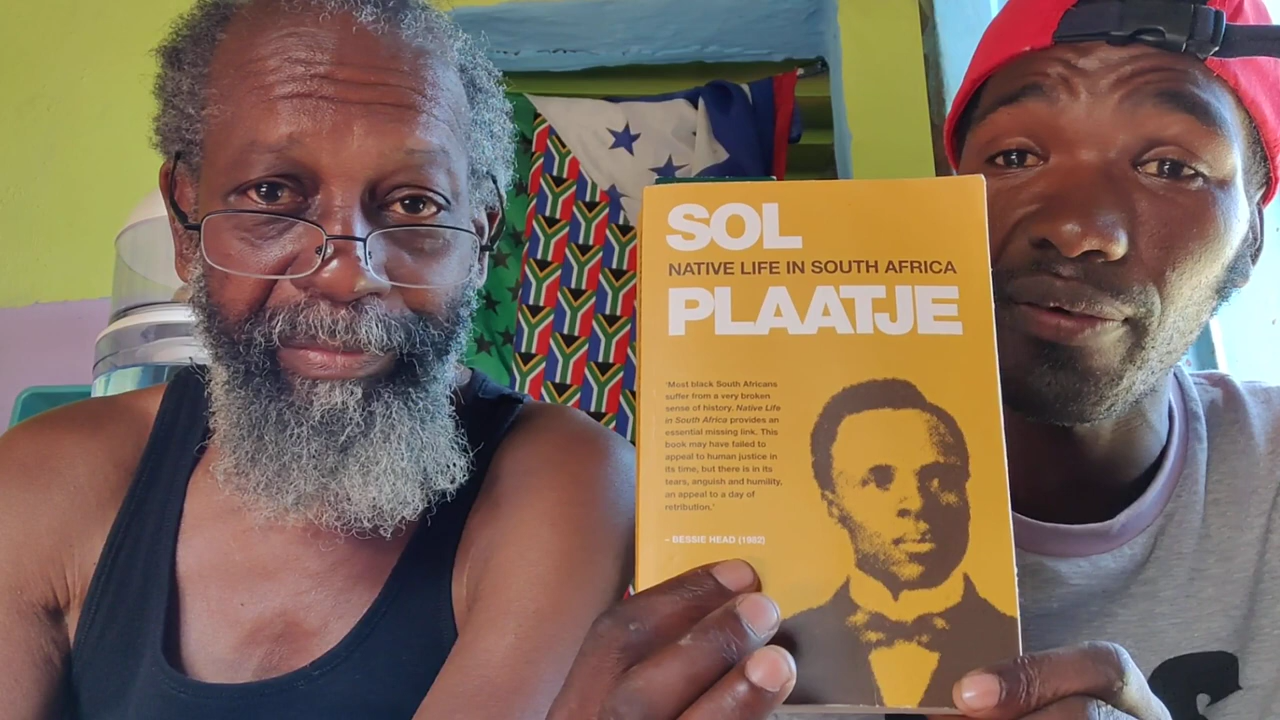 SOL
NATIVE LIFE IN SOUTH AFRICA
PLAATJE
'Most black South Africans
suffer from a very broken
sense of history. Native Life
in South Africa provides an
essential missing link. This
book may have failed to
appeal to human justice in
its time, but there is in its
tears, anguish and humility,
an appeal to a day of
retribution.'
– BESSIE HEAD (1982)